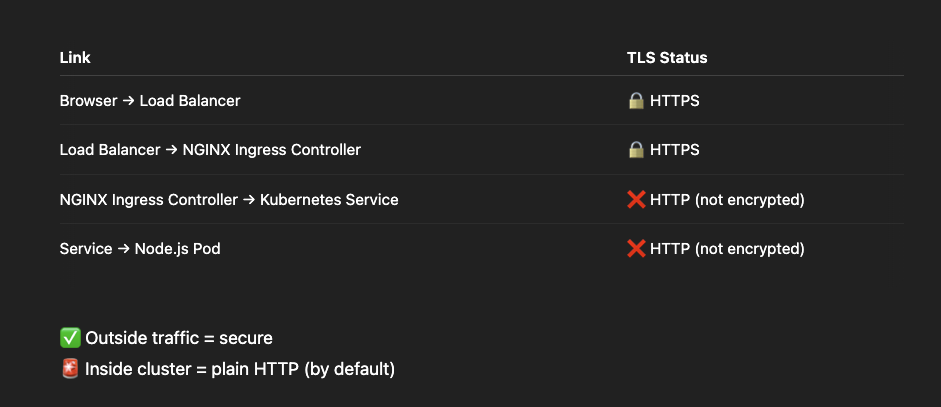 Link TLS Status
Browser → Load Balancer 🔒 HTTPS
Load Balancer → NGINX Ingress Controller 🔒 HTTPS
NGINX Ingress Controller → Kubernetes Service ❌ HTTP (not encrypted)
Service → Node.js Pod ❌ HTTP (not encrypted)
✅ Outside traffic = secure
🚨 Inside cluster = plain HTTP (by default)